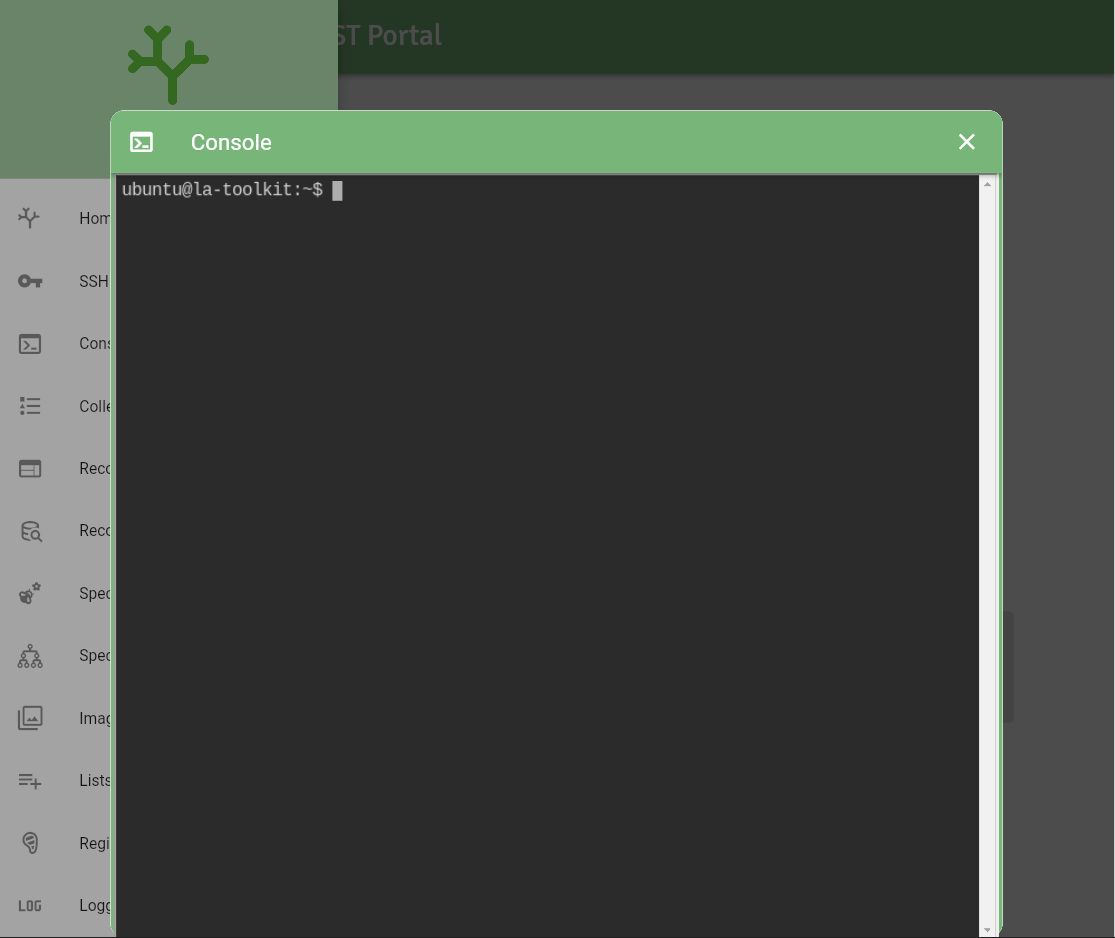 ST Portal
Console
ubuntu@la-toolkit:~$
Hom
SSH
Cons
Colle
Reco
Reco
Spec
Spec
Imag
Lists
Regi
LOG
Logg